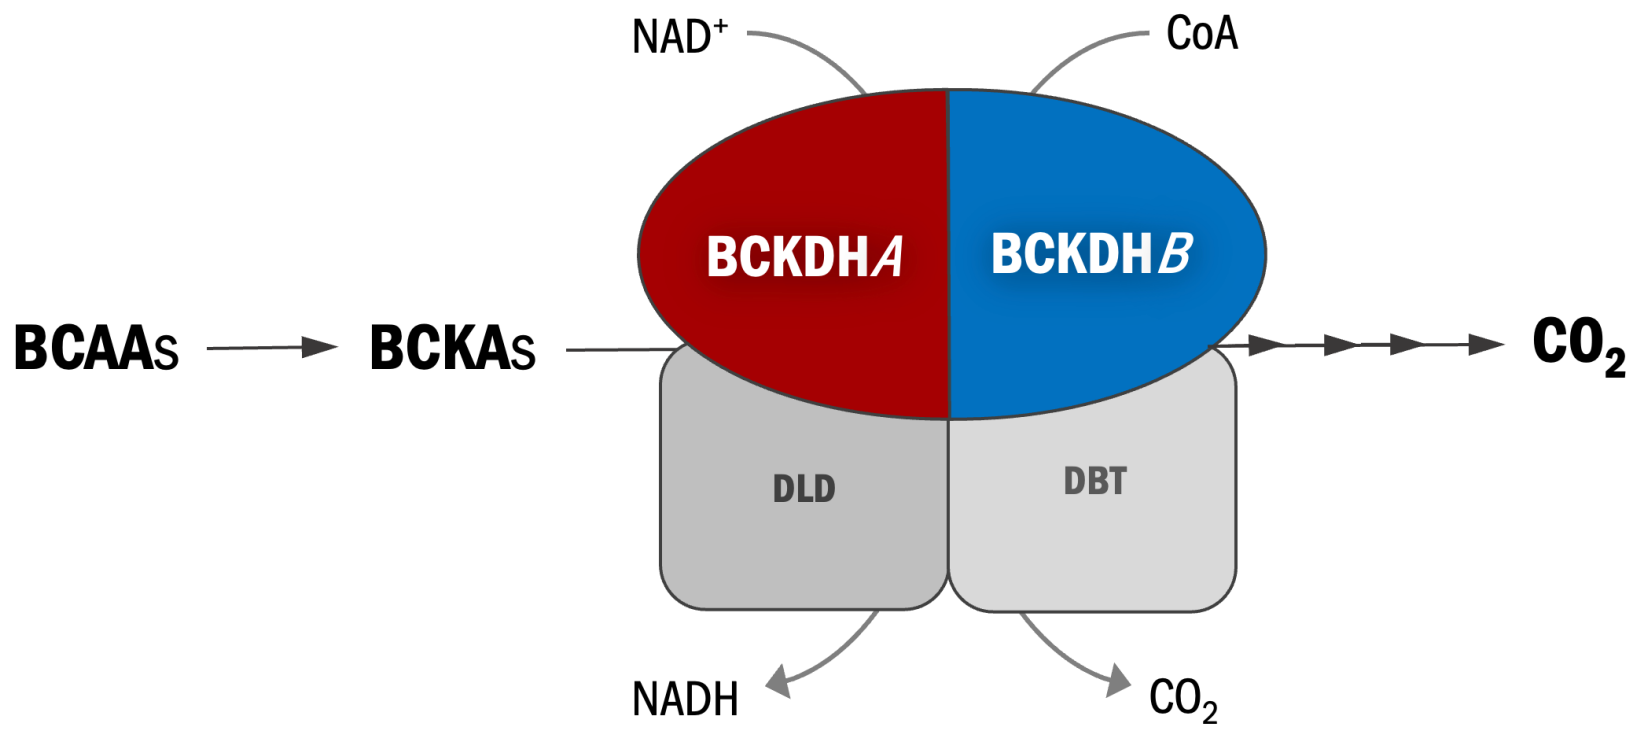 NAD⁺
CoA
BCKDHA
BCKDHB
BCAAs
BCKAs
CO₂
DLD
DBT
NADH
CO₂